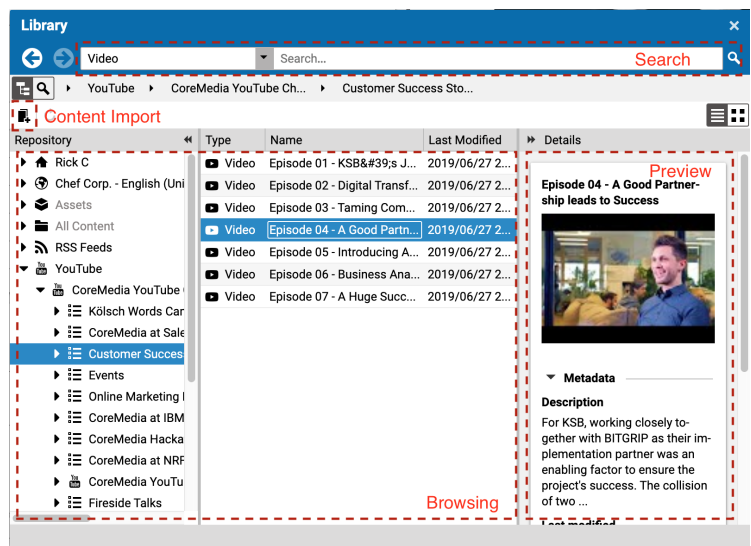 Library
Video
Search...
Search
YouTube
CoreMedia YouTube Ch...
Customer Success Sto...
Content Import
Repository
Type
Name
Last Modified
Details
Rick C
Chef Corp. - English (Uni
Assets
All Content
RSS Feeds
YouTube
CoreMedia YouTube
Kölsch Words Car
CoreMedia at Sale
Customer Succes
Events
Online Marketing
CoreMedia at IBM
CoreMedia Hacka
CoreMedia at NRF
CoreMedia YouTu
Fireside Talks
Video Episode 01 - KSB&#39;s J... 2019/06/27 2...
Video Episode 02 - Digital Transf... 2019/06/27 2...
Video Episode 03 - Taming Com... 2019/06/27 2...
Video Episode 04 - A Good Partn... 2019/06/27 2...
Video Episode 05 - Introducing A... 2019/06/27 2...
Video Episode 06 - Business Ana... 2019/06/27 2...
Video Episode 07 - A Huge Succ... 2019/06/27 2...
Browsing
Preview
Episode 04 - A Good Partner-
ship leads to Success
Metadata
Description
For KSB, working closely to-
gether with BITGRIP as their im-
plementation partner was an
enabling factor to ensure the
project's success. The collision
of two ...
Last modified